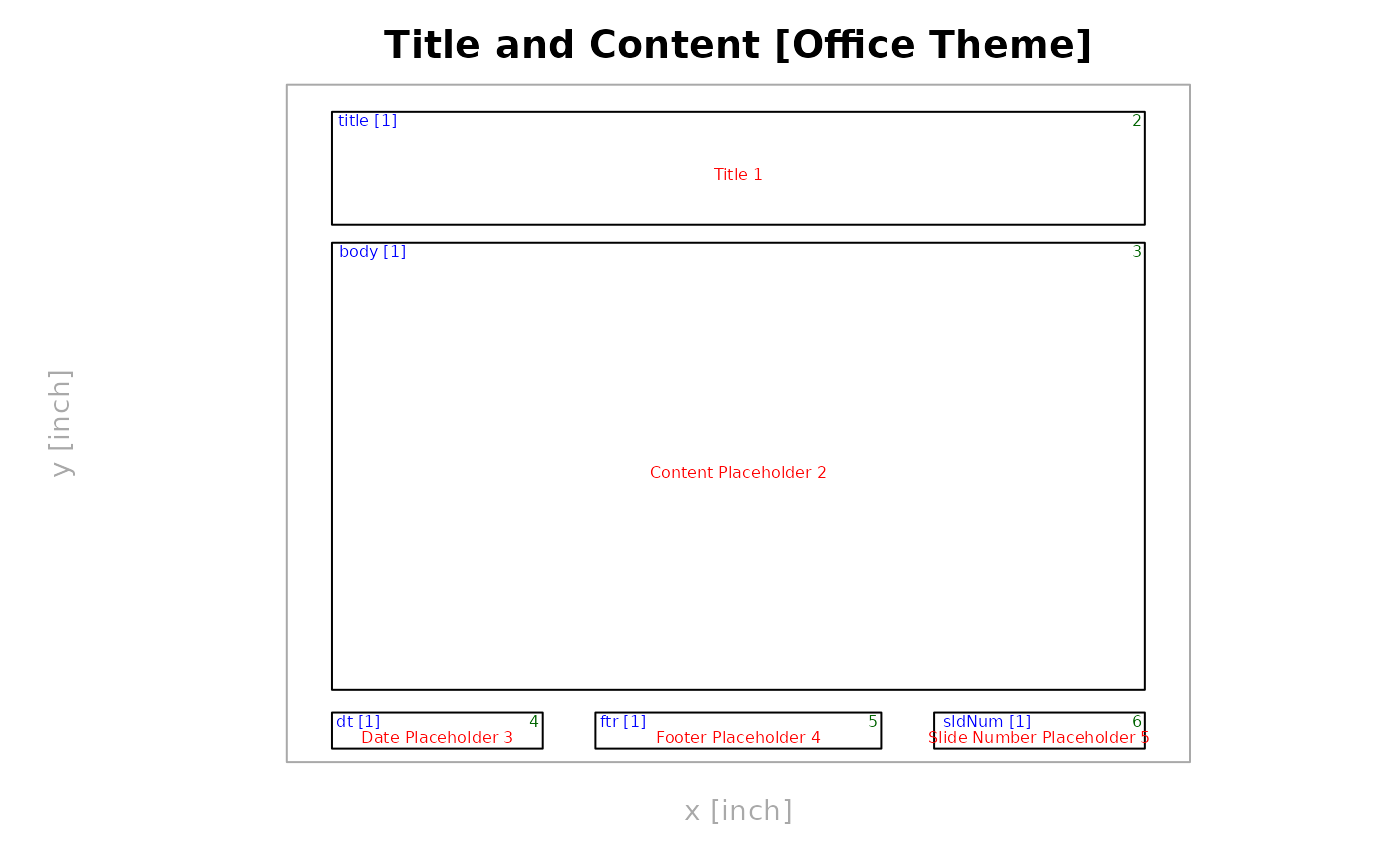 Title and Content [Office Theme]
title [1] 2
Title 1
body [1] 3
y [inch]
Content Placeholder 2
dt [1] 4 ftr [1] 5 sldNum [1] 6
Date Placeholder 3 Footer Placeholder 4 Slide Number Placeholder 5
x [inch]